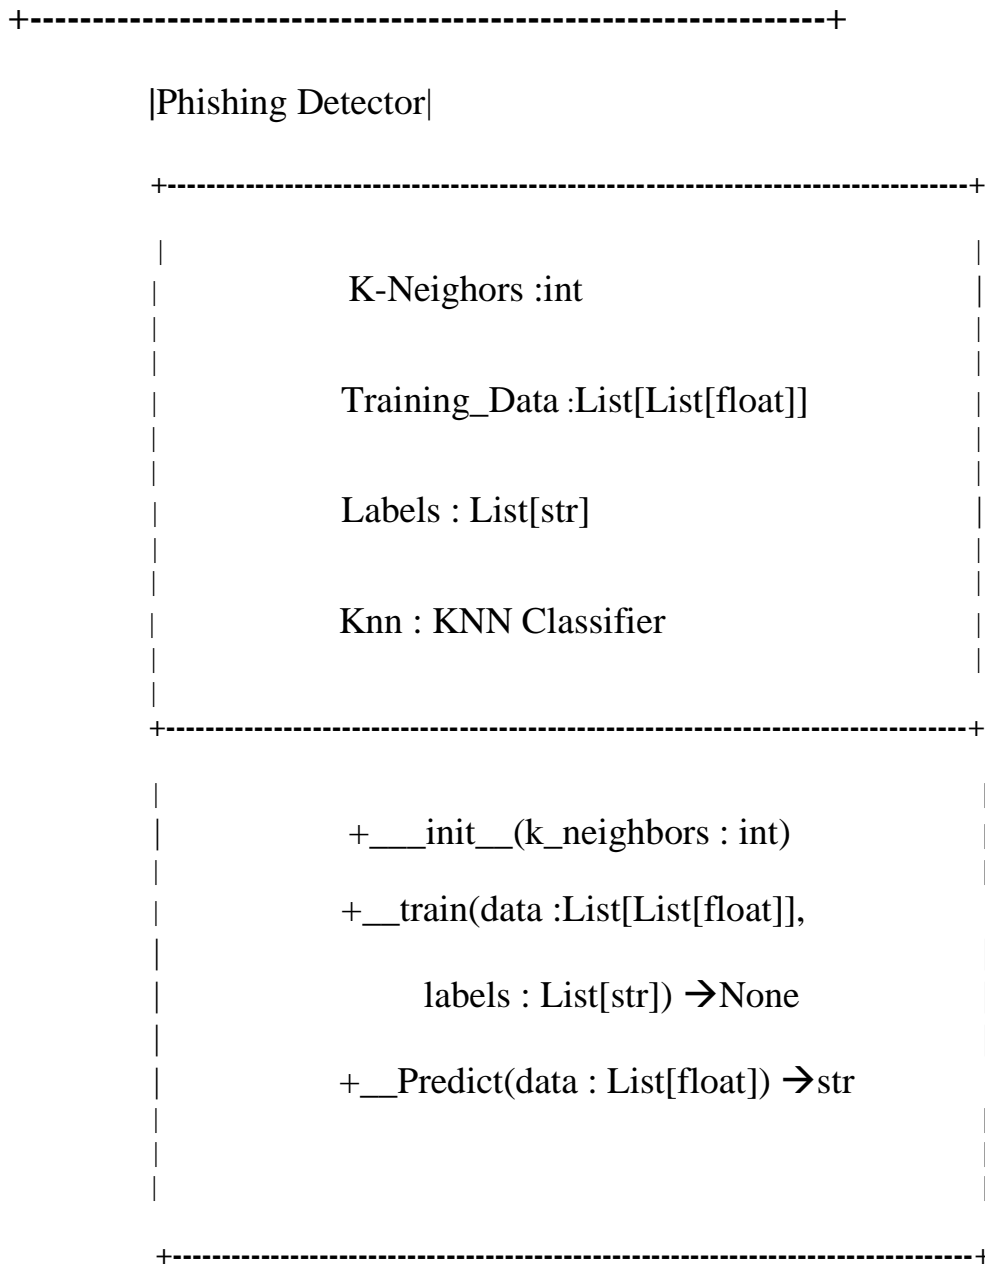 +---------------------------------------------------------------+
|Phishing Detector|
+-----------------------------------------------------------------------------------+
| |
| K-Neighors :int |
| |
| |
| Training_Data :List[List[float]] |
| |
| |
| Labels : List[str] |
| |
| |
| Knn : KNN Classifier |
| |
|
+-----------------------------------------------------------------------------------+
| |
| +___init__(k_neighbors : int) |
| |
| +__train(data :List[List[float]],
| |
| labels : List[str]) →None |
| |
| +__Predict(data : List[float]) →str
| |
| |
| |
+-----------------------------------------------------------------------------------+